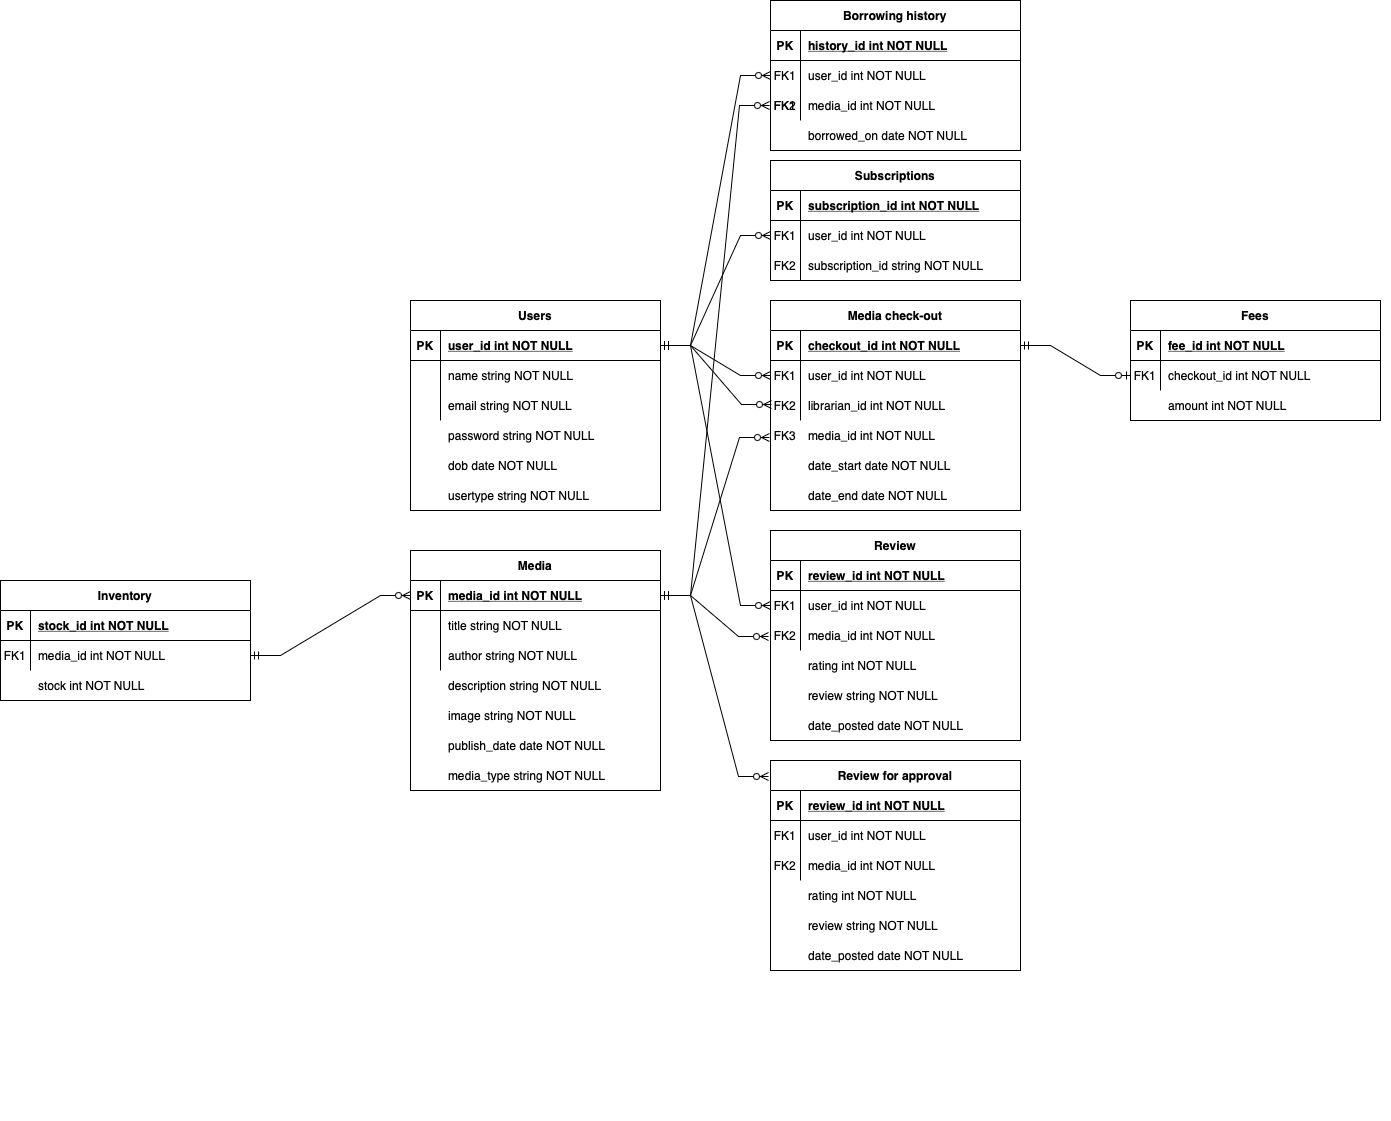 Borrowing history
PK history_id int NOT NULL
FK1 user_id int NOT NULL
media_id int NOT NULL
borrowed_on date NOT NULL
Subscriptions
PK subscription_id int NOT NULL
FK1 user_id int NOT NULL
FK2 subscription_id string NOT NULL
Users
PK user_id int NOT NULL
name string NOT NULL
email string NOT NULL
password string NOT NULL
dob date NOT NULL
usertype string NOT NULL
Media check-out
PK checkout_id int NOT NULL
FK1 user_id int NOT NULL
FK2 librarian_id int NOT NULL
FK3 media_id int NOT NULL
date_start date NOT NULL
date_end date NOT NULL
Fees
PK fee_id int NOT NULL
FK1 checkout_id int NOT NULL
amount int NOT NULL
Inventory
PK stock_id int NOT NULL
FK1 media_id int NOT NULL
stock int NOT NULL
Media
PK media_id int NOT NULL
title string NOT NULL
author string NOT NULL
description string NOT NULL
image string NOT NULL
publish_date date NOT NULL
media_type string NOT NULL
Review
PK review_id int NOT NULL
FK1 user_id int NOT NULL
FK2 media_id int NOT NULL
rating int NOT NULL
review string NOT NULL
date_posted date NOT NULL
Review for approval
PK review_id int NOT NULL
FK1 user_id int NOT NULL
FK2 media_id int NOT NULL
rating int NOT NULL
review string NOT NULL
date_posted date NOT NULL